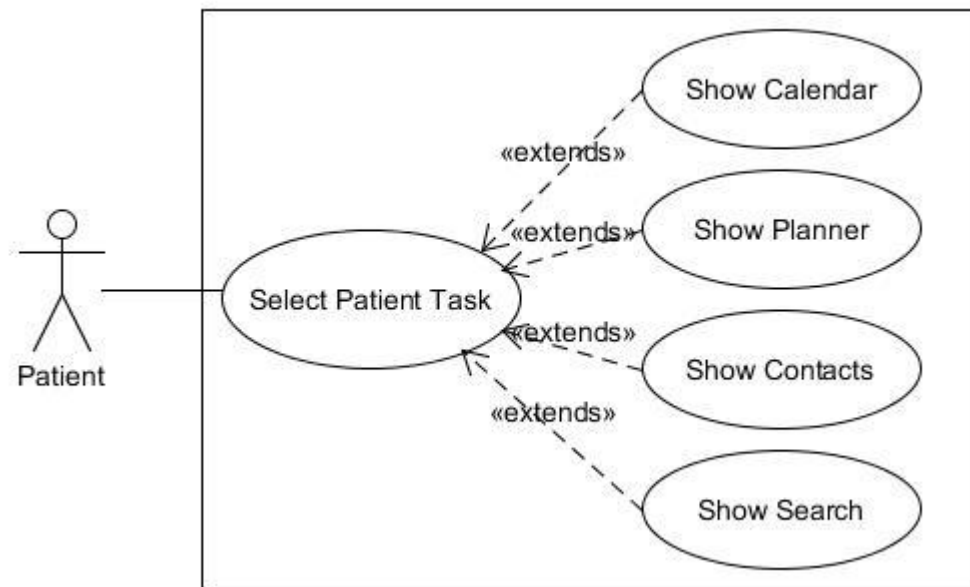 Show Calendar
«extends»
«extends»
Show Planner
Select Patient Task
«extends»
Show Contacts
Patient
«extends»
Show Search